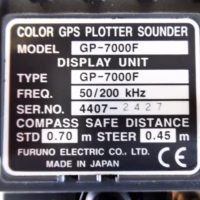 COLOR GPS PLOTTER SOUNDER
MODEL GP-7000F
DISPLAY UNIT
TYPE GP-7000F
FREQ. 50/200 kHz
SER.NO. 4407-2427
COMPASS SAFE DISTANCE
STD 0.70 m STEER 0.45 m
FURUNO ELECTRIC CO., LTD.
MADE IN JAPAN CE